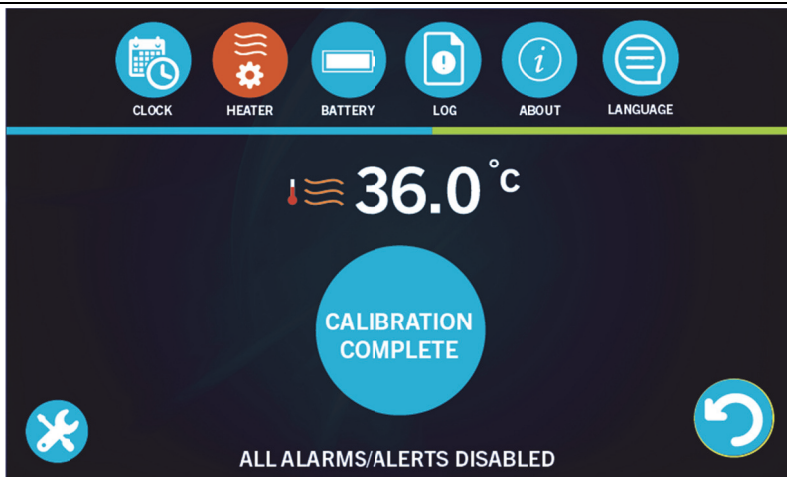 CLOCK HEATER BATTERY LOG ABOUT LANGUAGE
36.0 °C
CALIBRATION
COMPLETE
ALL ALARMS/ALERTS DISABLED